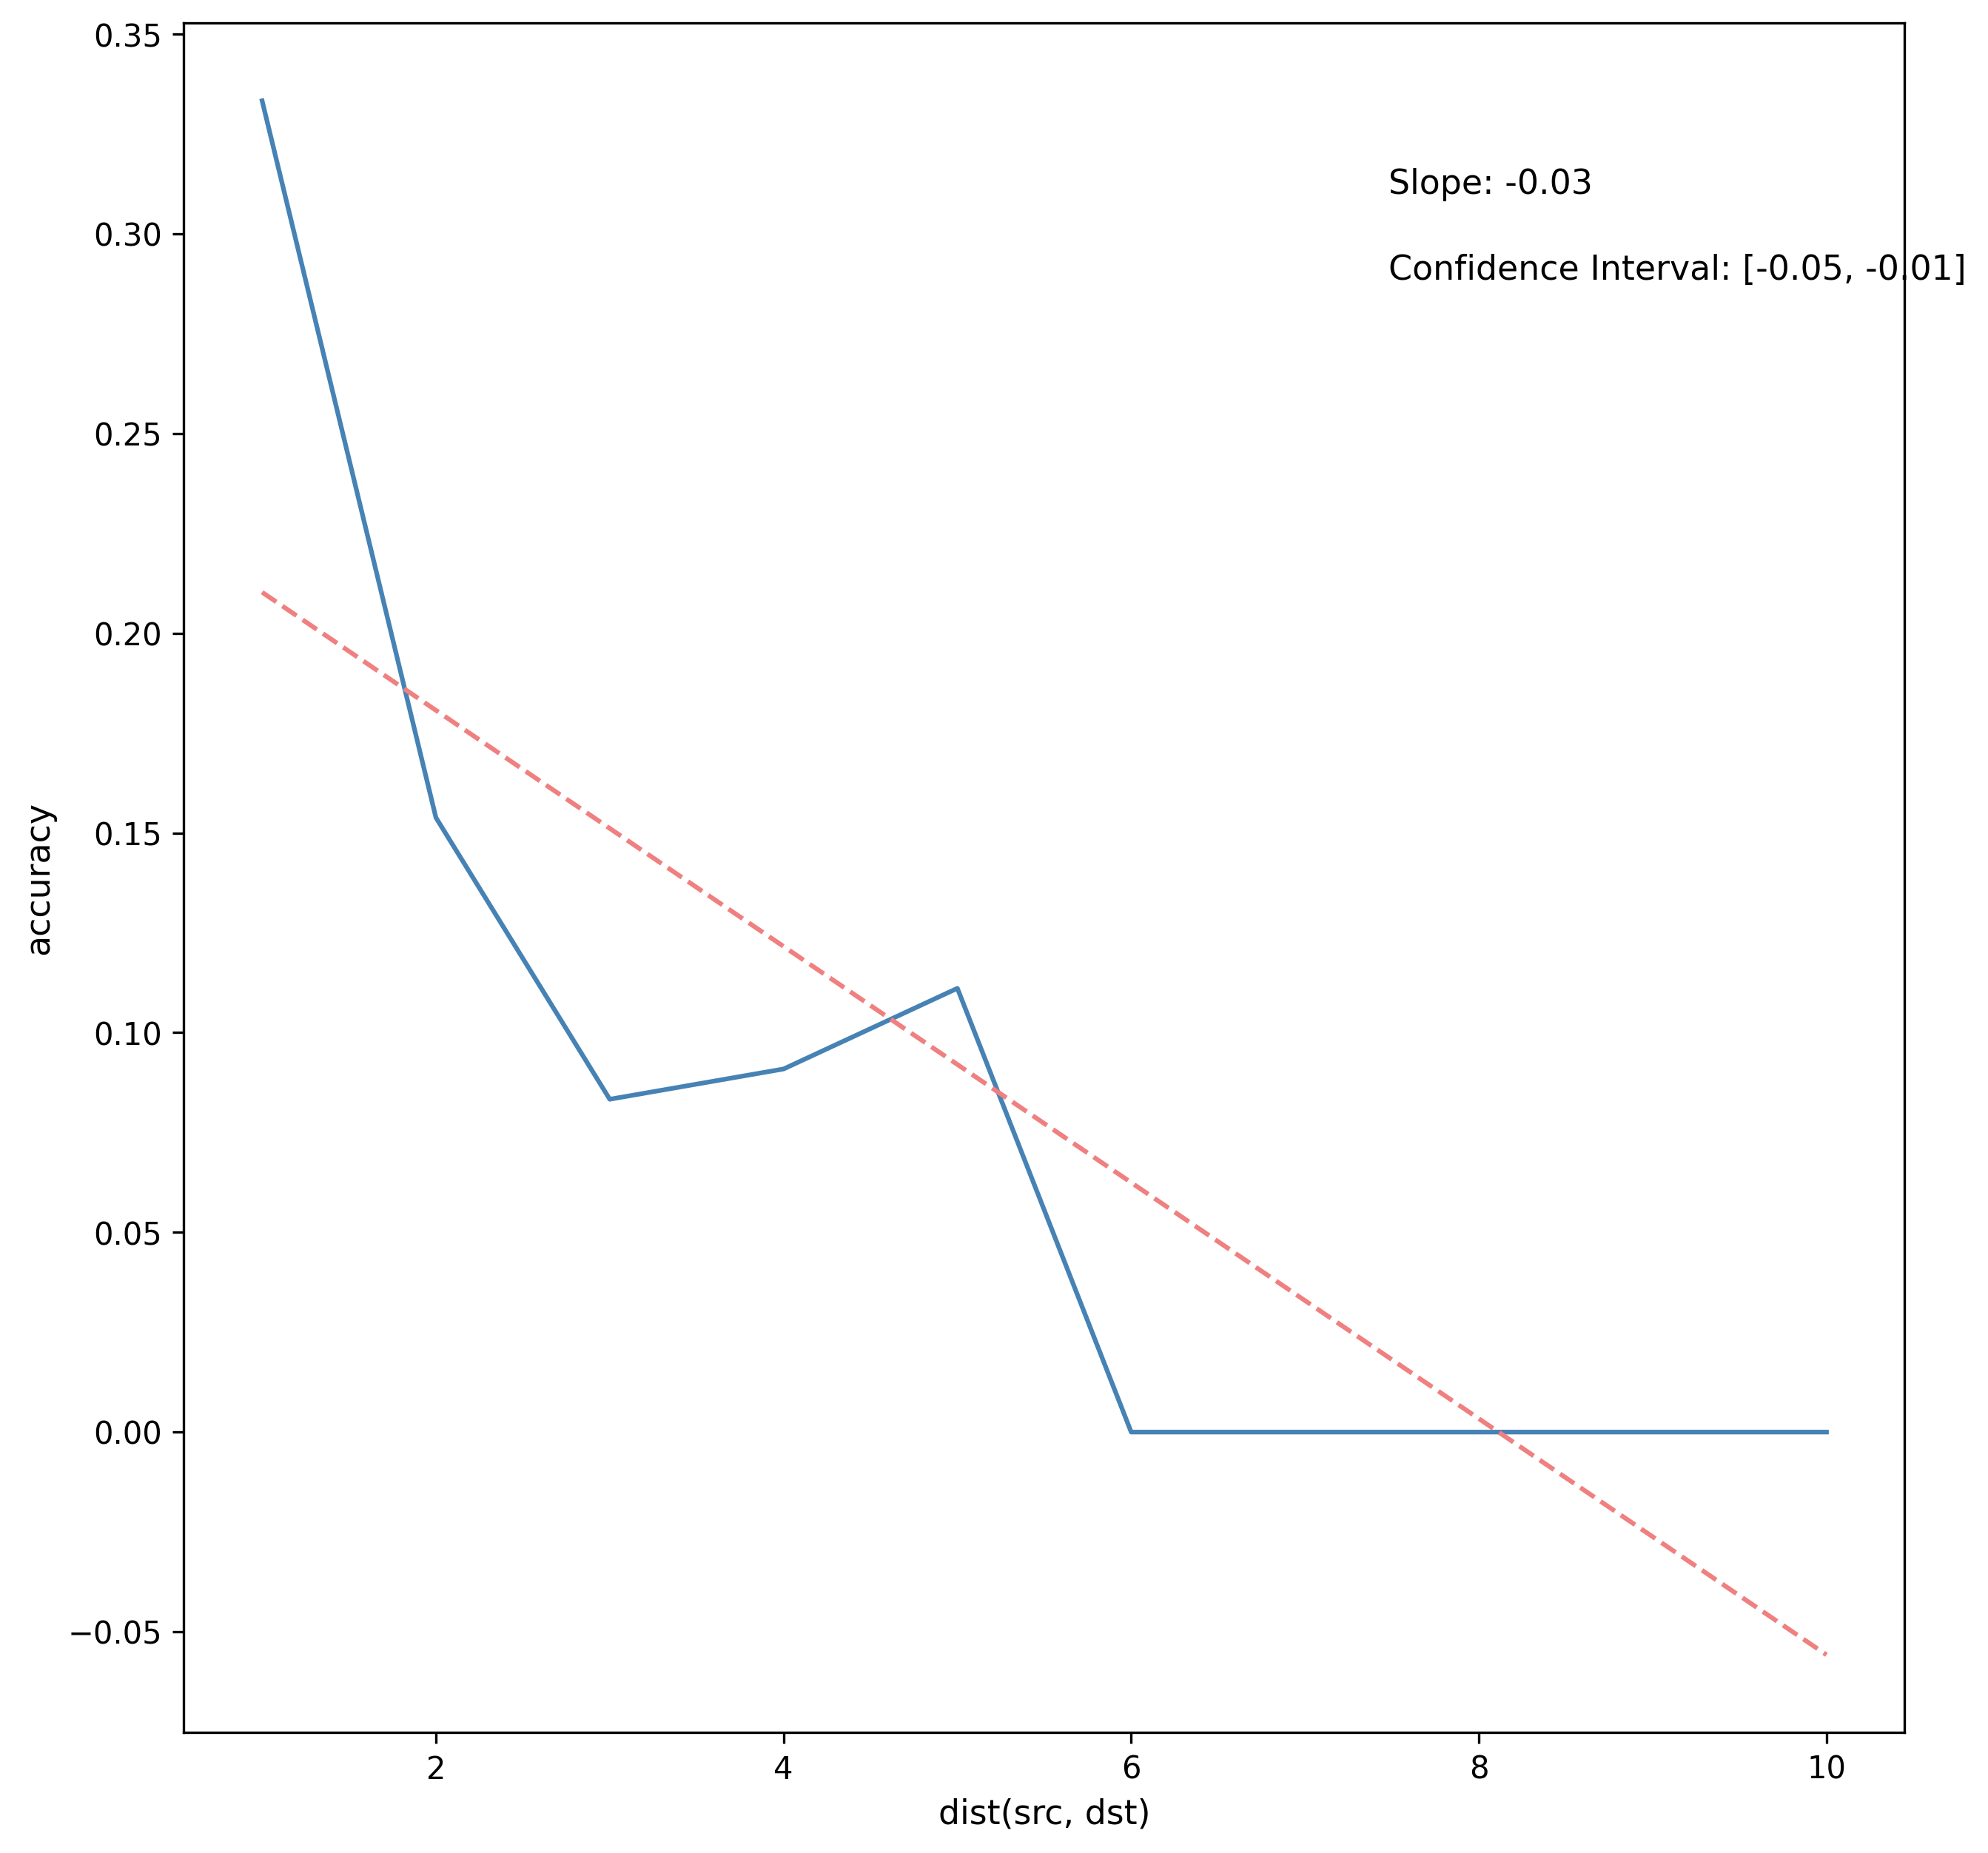 0.35
0.30
0.25
0.20
0.15
0.10
0.05
0.00
−0.05
accuracy
Slope: -0.03
Confidence Interval: [-0.05, -0.01]
2 4 6 8 10
dist(src, dst)